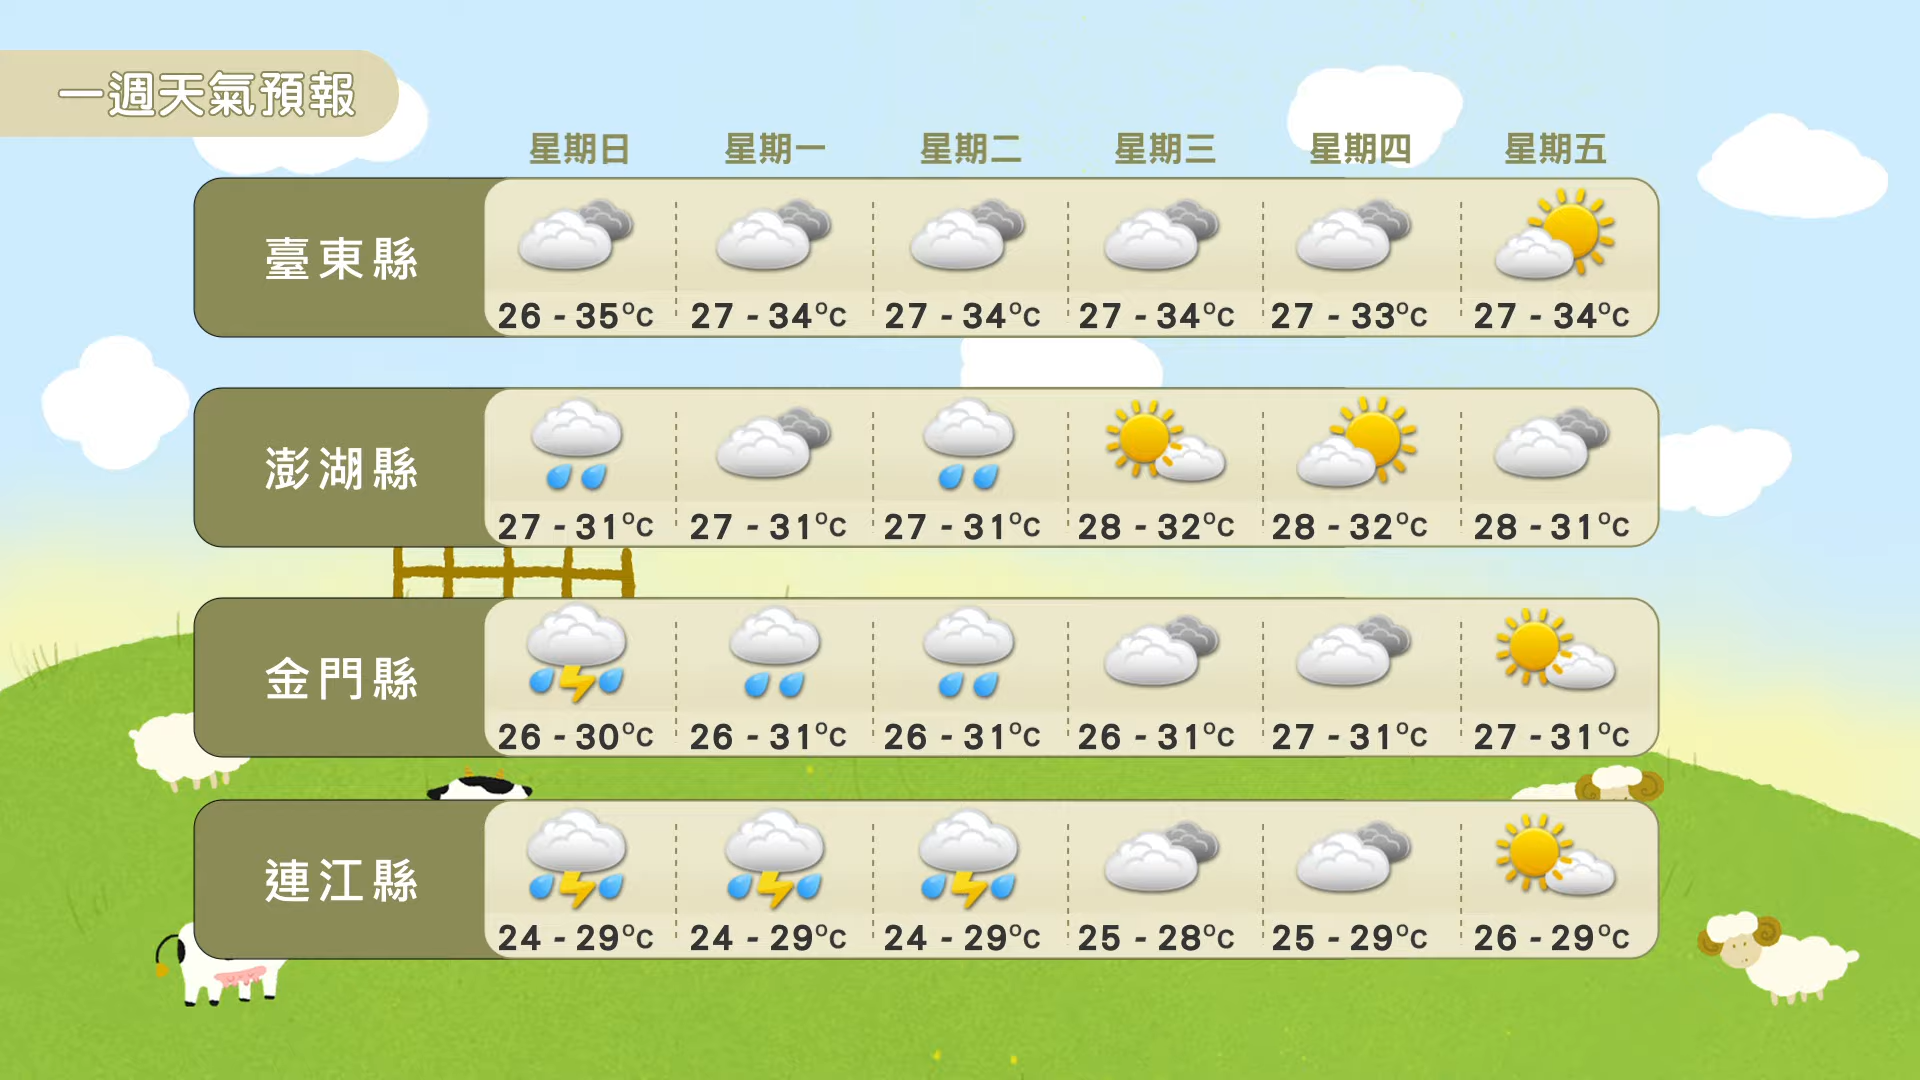 一週天氣預報
星期日 星期一 星期二 星期三 星期四 星期五
臺東縣
26 - 35°C 27 - 34°C 27 - 34°C 27 - 34°C 27 - 33°C 27 - 34°C
澎湖縣
27 - 31°C 27 - 31°C 27 - 31°C 28 - 32°C 28 - 32°C 28 - 31°C
金門縣
26 - 30°C 26 - 31°C 26 - 31°C 26 - 31°C 27 - 31°C 27 - 31°C
連江縣
24 - 29°C 24 - 29°C 24 - 29°C 25 - 28°C 25 - 29°C 26 - 29°C